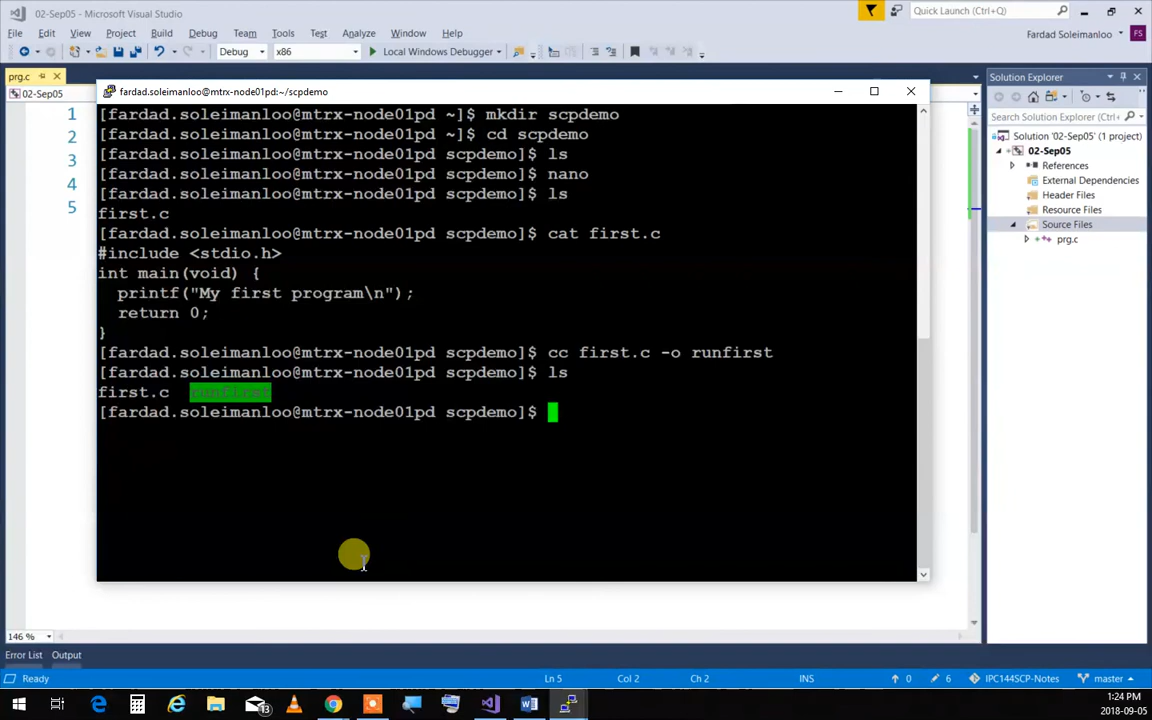 02-Sep05 - Microsoft Visual Studio
Quick Launch (Ctrl+Q)
File Edit View Project Build Debug Team Tools Test Analyze Window Help
Fardad Soleimanloo
FS
Debug x86 Local Windows Debugger
prg.c
02-Sep05
1
2
3
4
5
fardad.soleimanloo@mtrx-node01pd:~/scpdemo
[fardad.soleimanloo@mtrx-node01pd ~]$ mkdir scpdemo
[fardad.soleimanloo@mtrx-node01pd ~]$ cd scpdemo
[fardad.soleimanloo@mtrx-node01pd scpdemo]$ ls
[fardad.soleimanloo@mtrx-node01pd scpdemo]$ nano
[fardad.soleimanloo@mtrx-node01pd scpdemo]$ ls
first.c
[fardad.soleimanloo@mtrx-node01pd scpdemo]$ cat first.c
#include <stdio.h>
int main(void) {
  printf("My first program\n");
  return 0;
}
[fardad.soleimanloo@mtrx-node01pd scpdemo]$ cc first.c -o runfirst
[fardad.soleimanloo@mtrx-node01pd scpdemo]$ ls
first.c runfirst
[fardad.soleimanloo@mtrx-node01pd scpdemo]$
Solution Explorer
Search Solution Explorer (Ctrl+;)
Solution '02-Sep05' (1 project)
02-Sep05
References
External Dependencies
Header Files
Resource Files
Source Files
prg.c
146 %
Error List Output
Ready Ln 5 Col 2 Ch 2 INS 0 6 IPC144SCP-Notes master
13
1:24 PM
2018-09-05